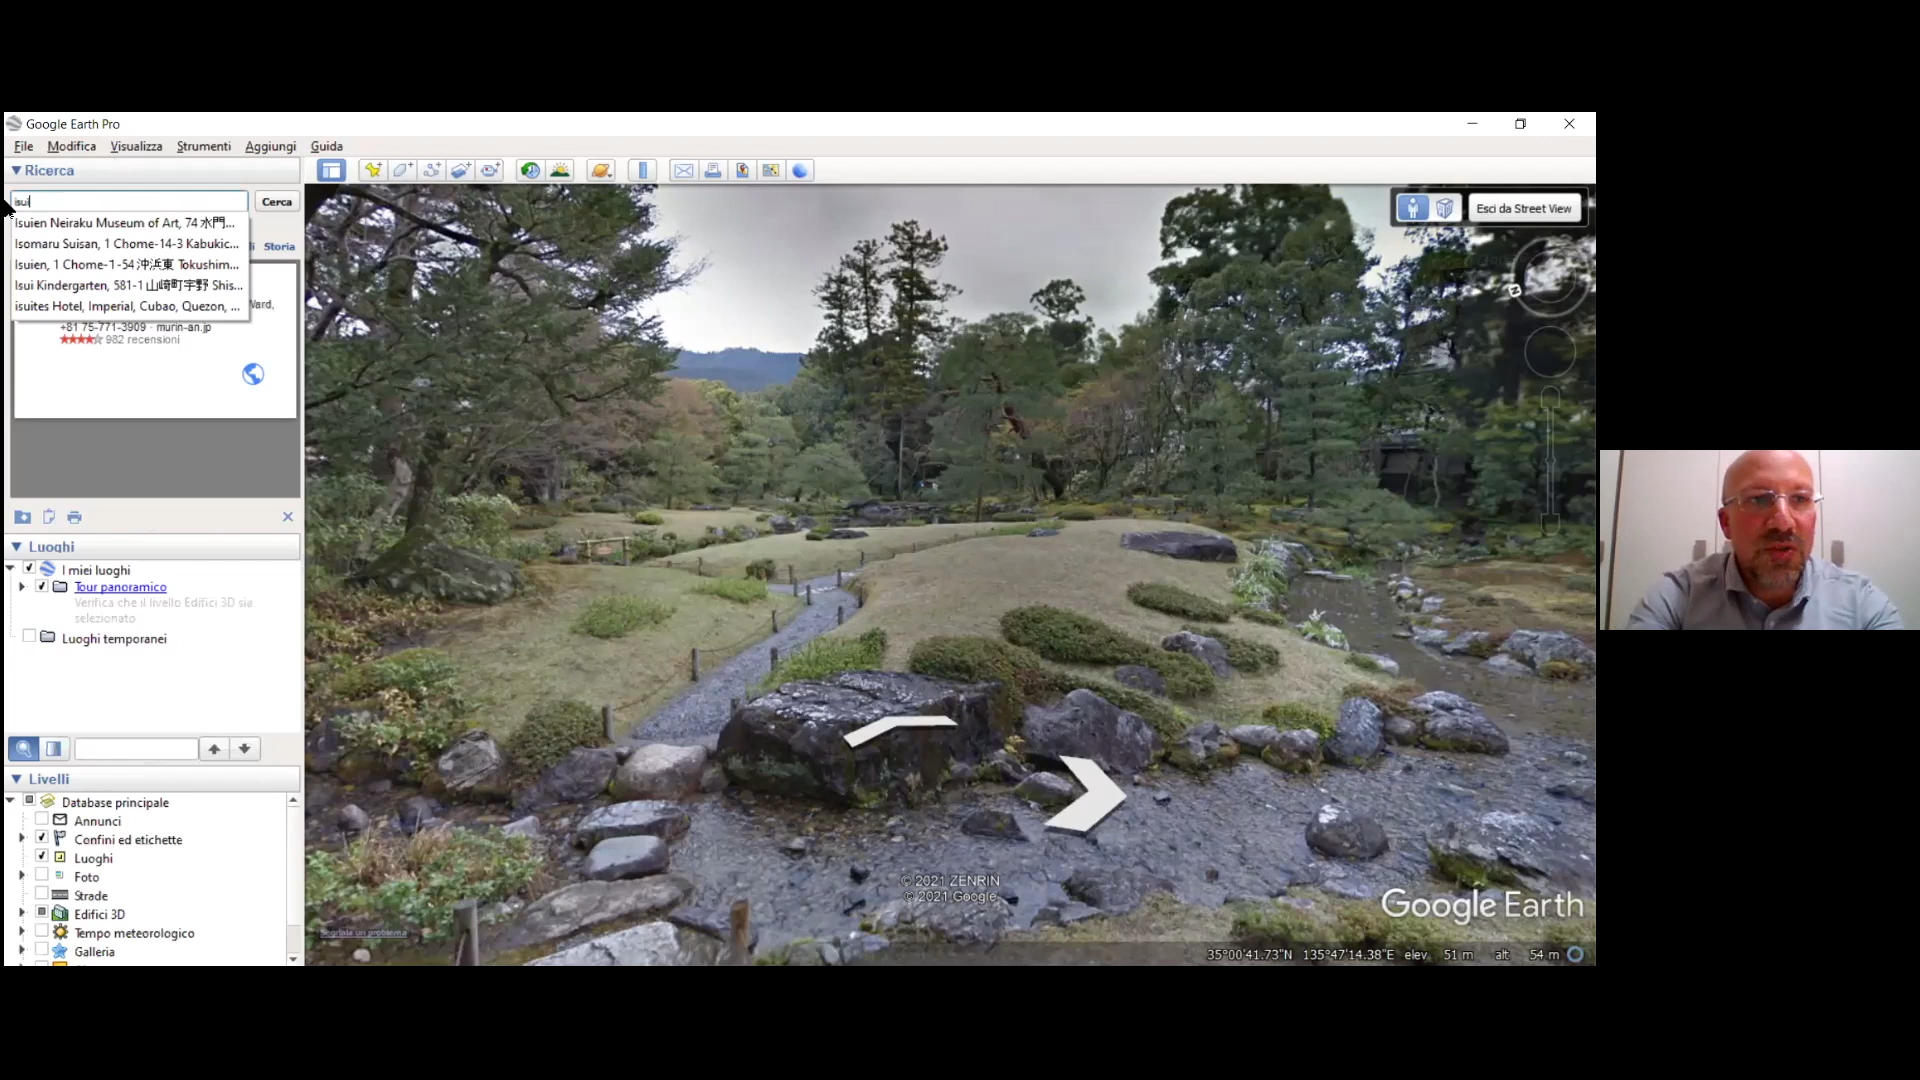 Google Earth Pro
File Modifica Visualizza Strumenti Aggiungi Guida
Ricerca
isui
Cerca
Isuien Neiraku Museum of Art, 74 水門...
Isomaru Suisan, 1 Chome-14-3 Kabukic...
Storia
Isuien, 1 Chome-1-54 沖浜東 Tokushim...
Isui Kindergarten, 581-1 山崎町宇野 Shis...
isuites Hotel, Imperial, Cubao, Quezon, ...
Ward,
+81 75-771-3909 · murin-an.jp
982 recensioni
Luoghi
I miei luoghi
Tour panoramico
Verifica che il livello Edifici 3D sia
selezionato
Luoghi temporanei
Livelli
Database principale
Annunci
Confini ed etichette
Luoghi
Foto
Strade
Edifici 3D
Tempo meteorologico
Galleria
Esci da Street View
© 2021 ZENRIN
© 2021 Google
Segnala un problema
Google Earth
35°00'41.73"N 135°47'14.38"E elev 51 m alt 54 m